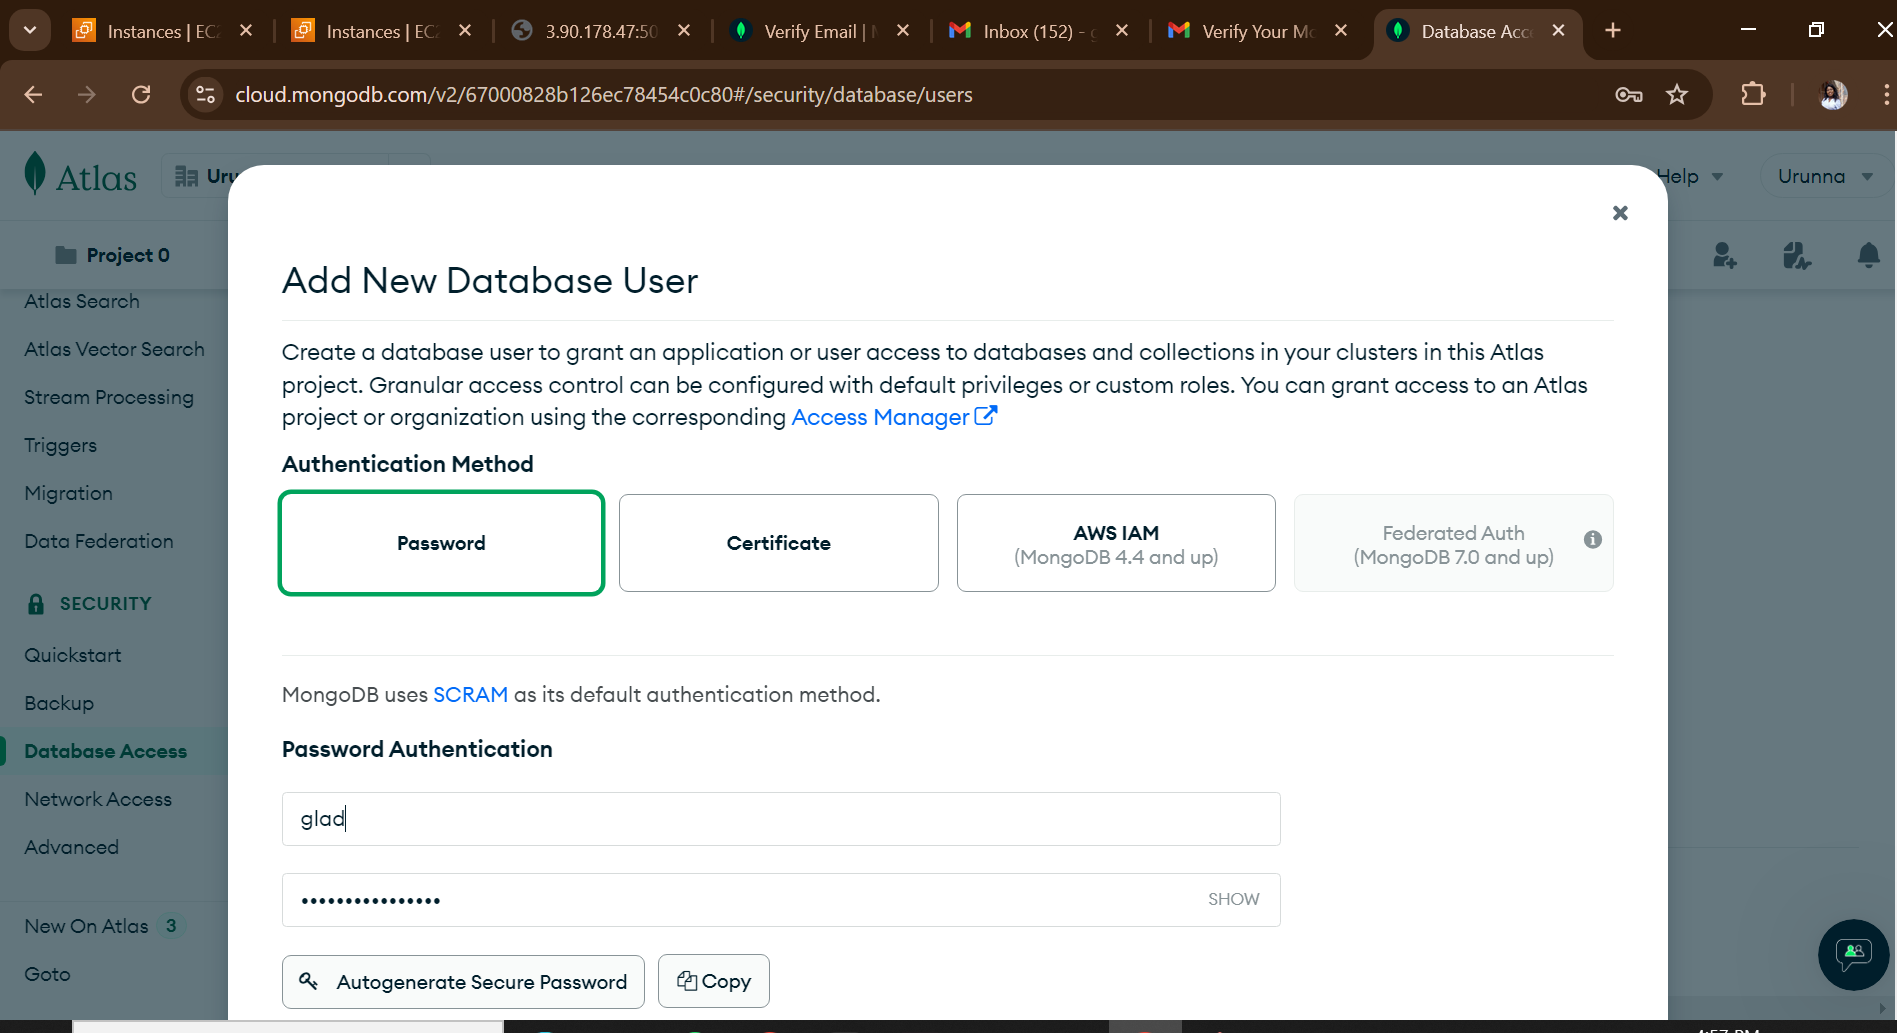 Instances | EC2
Instances | EC2
3.90.178.47:50
Verify Email |
Inbox (152) -
Verify Your Mo
Database Acc
cloud.mongodb.com/v2/67000828b126ec78454c0c80#/security/database/users
Atlas
Uru
Help
Urunna
Project 0
Atlas Search
Atlas Vector Search
Stream Processing
Triggers
Migration
Data Federation
SECURITY
Quickstart
Backup
Database Access
Network Access
Advanced
New On Atlas 3
Goto
Add New Database User
Create a database user to grant an application or user access to databases and collections in your clusters in this Atlas
project. Granular access control can be configured with default privileges or custom roles. You can grant access to an Atlas
project or organization using the corresponding Access Manager
Authentication Method
Password
Certificate
AWS IAM
(MongoDB 4.4 and up)
Federated Auth
(MongoDB 7.0 and up)
MongoDB uses SCRAM as its default authentication method.
Password Authentication
glad
••••••••••••••••
SHOW
Autogenerate Secure Password
Copy